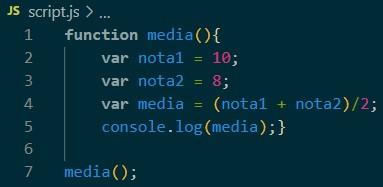 JS script.js > ...
1 function media(){
2 var nota1 = 10;
3 var nota2 = 8;
4 var media = (nota1 + nota2)/2;
5 console.log(media);}
6
7 media();